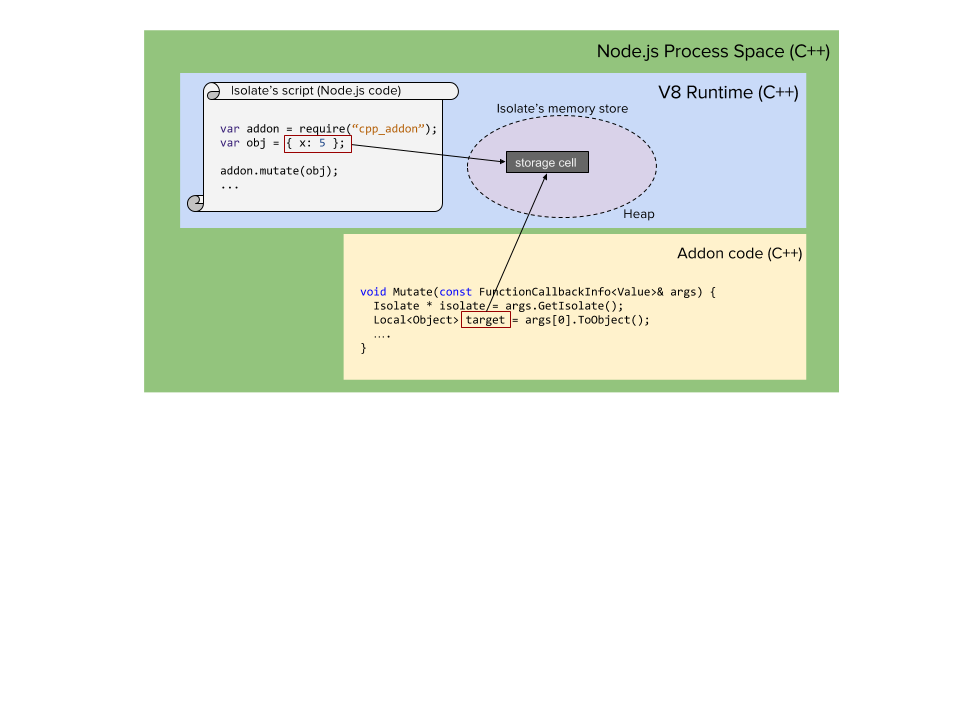 Node.js Process Space (C++)
V8 Runtime (C++)
Isolate's script (Node.js code)
var addon = require(“cpp_addon”);
var obj = { x: 5 };
addon.mutate(obj);
...
Isolate's memory store
storage cell
Heap
Addon code (C++)
void Mutate(const FunctionCallbackInfo<Value>& args) {
  Isolate * isolate = args.GetIsolate();
  Local<Object> target = args[0].ToObject();
  ….
}